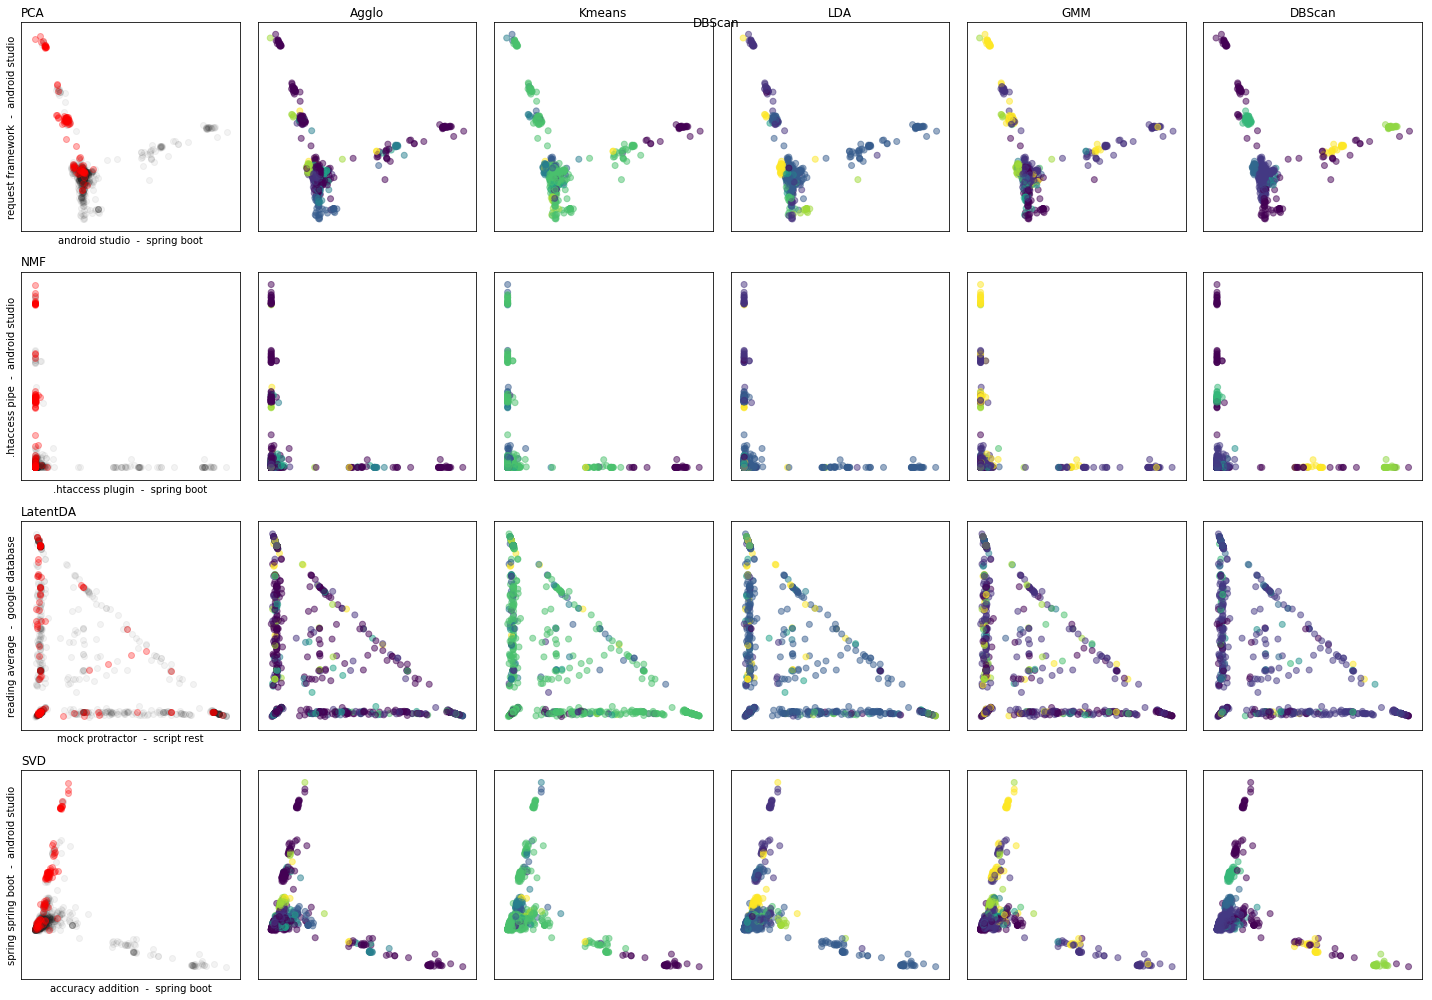 PCA
Agglo
Kmeans
DBScan
LDA
GMM
DBScan
request framework - android studio
android studio - spring boot
NMF
.htaccess pipe - android studio
.htaccess plugin - spring boot
LatentDA
reading average - google database
mock protractor - script rest
SVD
spring spring boot - android studio
accuracy addition - spring boot